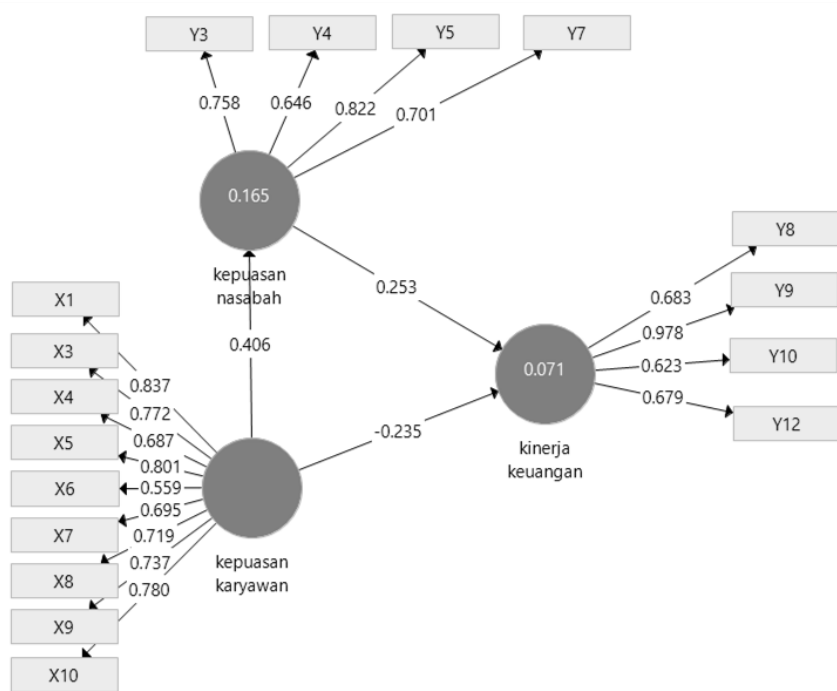 Y3 Y4 Y5 Y7
0.758 0.646 0.822 0.701
0.165
kepuasan
nasabah
Y8
0.683
Y9
0.978
Y10
0.623
Y12
0.679
0.253
0.071
kinerja
keuangan
0.406
-0.235
X1
0.837
X3
0.772
X4
0.687
X5
0.801
X6
0.559
X7
0.695
X8
0.719
X9
0.737
X10
0.780
kepuasan
karyawan